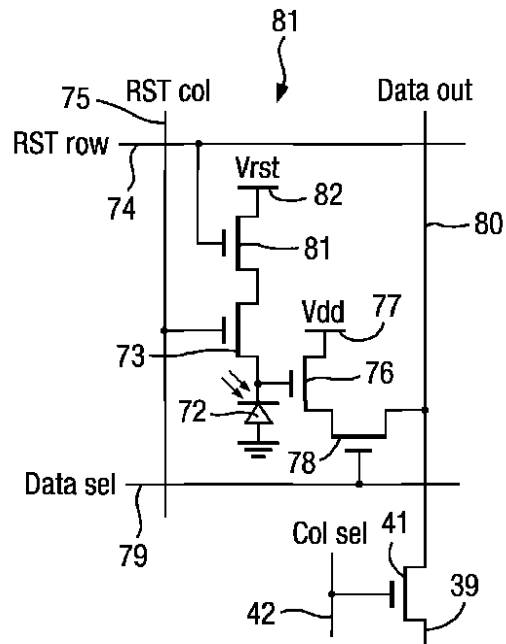 81
75 RST col
Data out
RST row
74
Vrst
82
80
81
Vdd
77
73
76
72
78
Data sel
79
Col sel
41
39
42